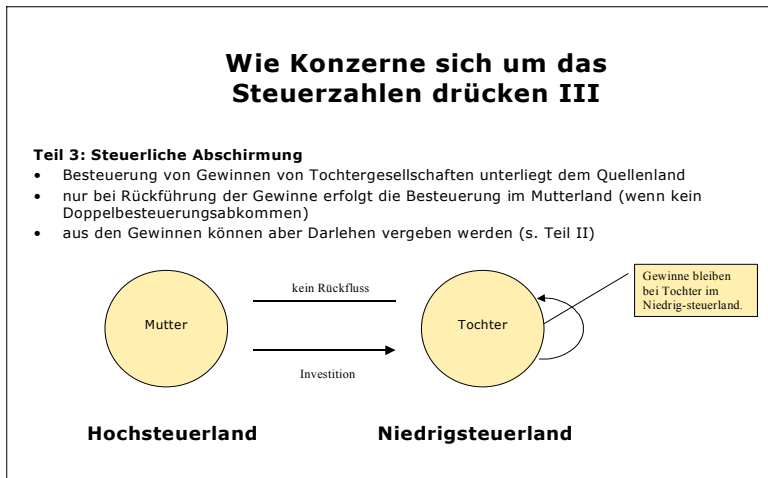 Wie Konzerne sich um das
Steuerzahlen drücken III
Teil 3: Steuerliche Abschirmung
• Besteuerung von Gewinnen von Tochtergesellschaften unterliegt dem Quellenland
• nur bei Rückführung der Gewinne erfolgt die Besteuerung im Mutterland (wenn kein
Doppelbesteuerungsabkommen)
• aus den Gewinnen können aber Darlehen vergeben werden (s. Teil II)
Gewinne bleiben
bei Tochter im
Niedrig-steuerland.
kein Rückfluss
Mutter
Tochter
Investition
Hochsteuerland
Niedrigsteuerland